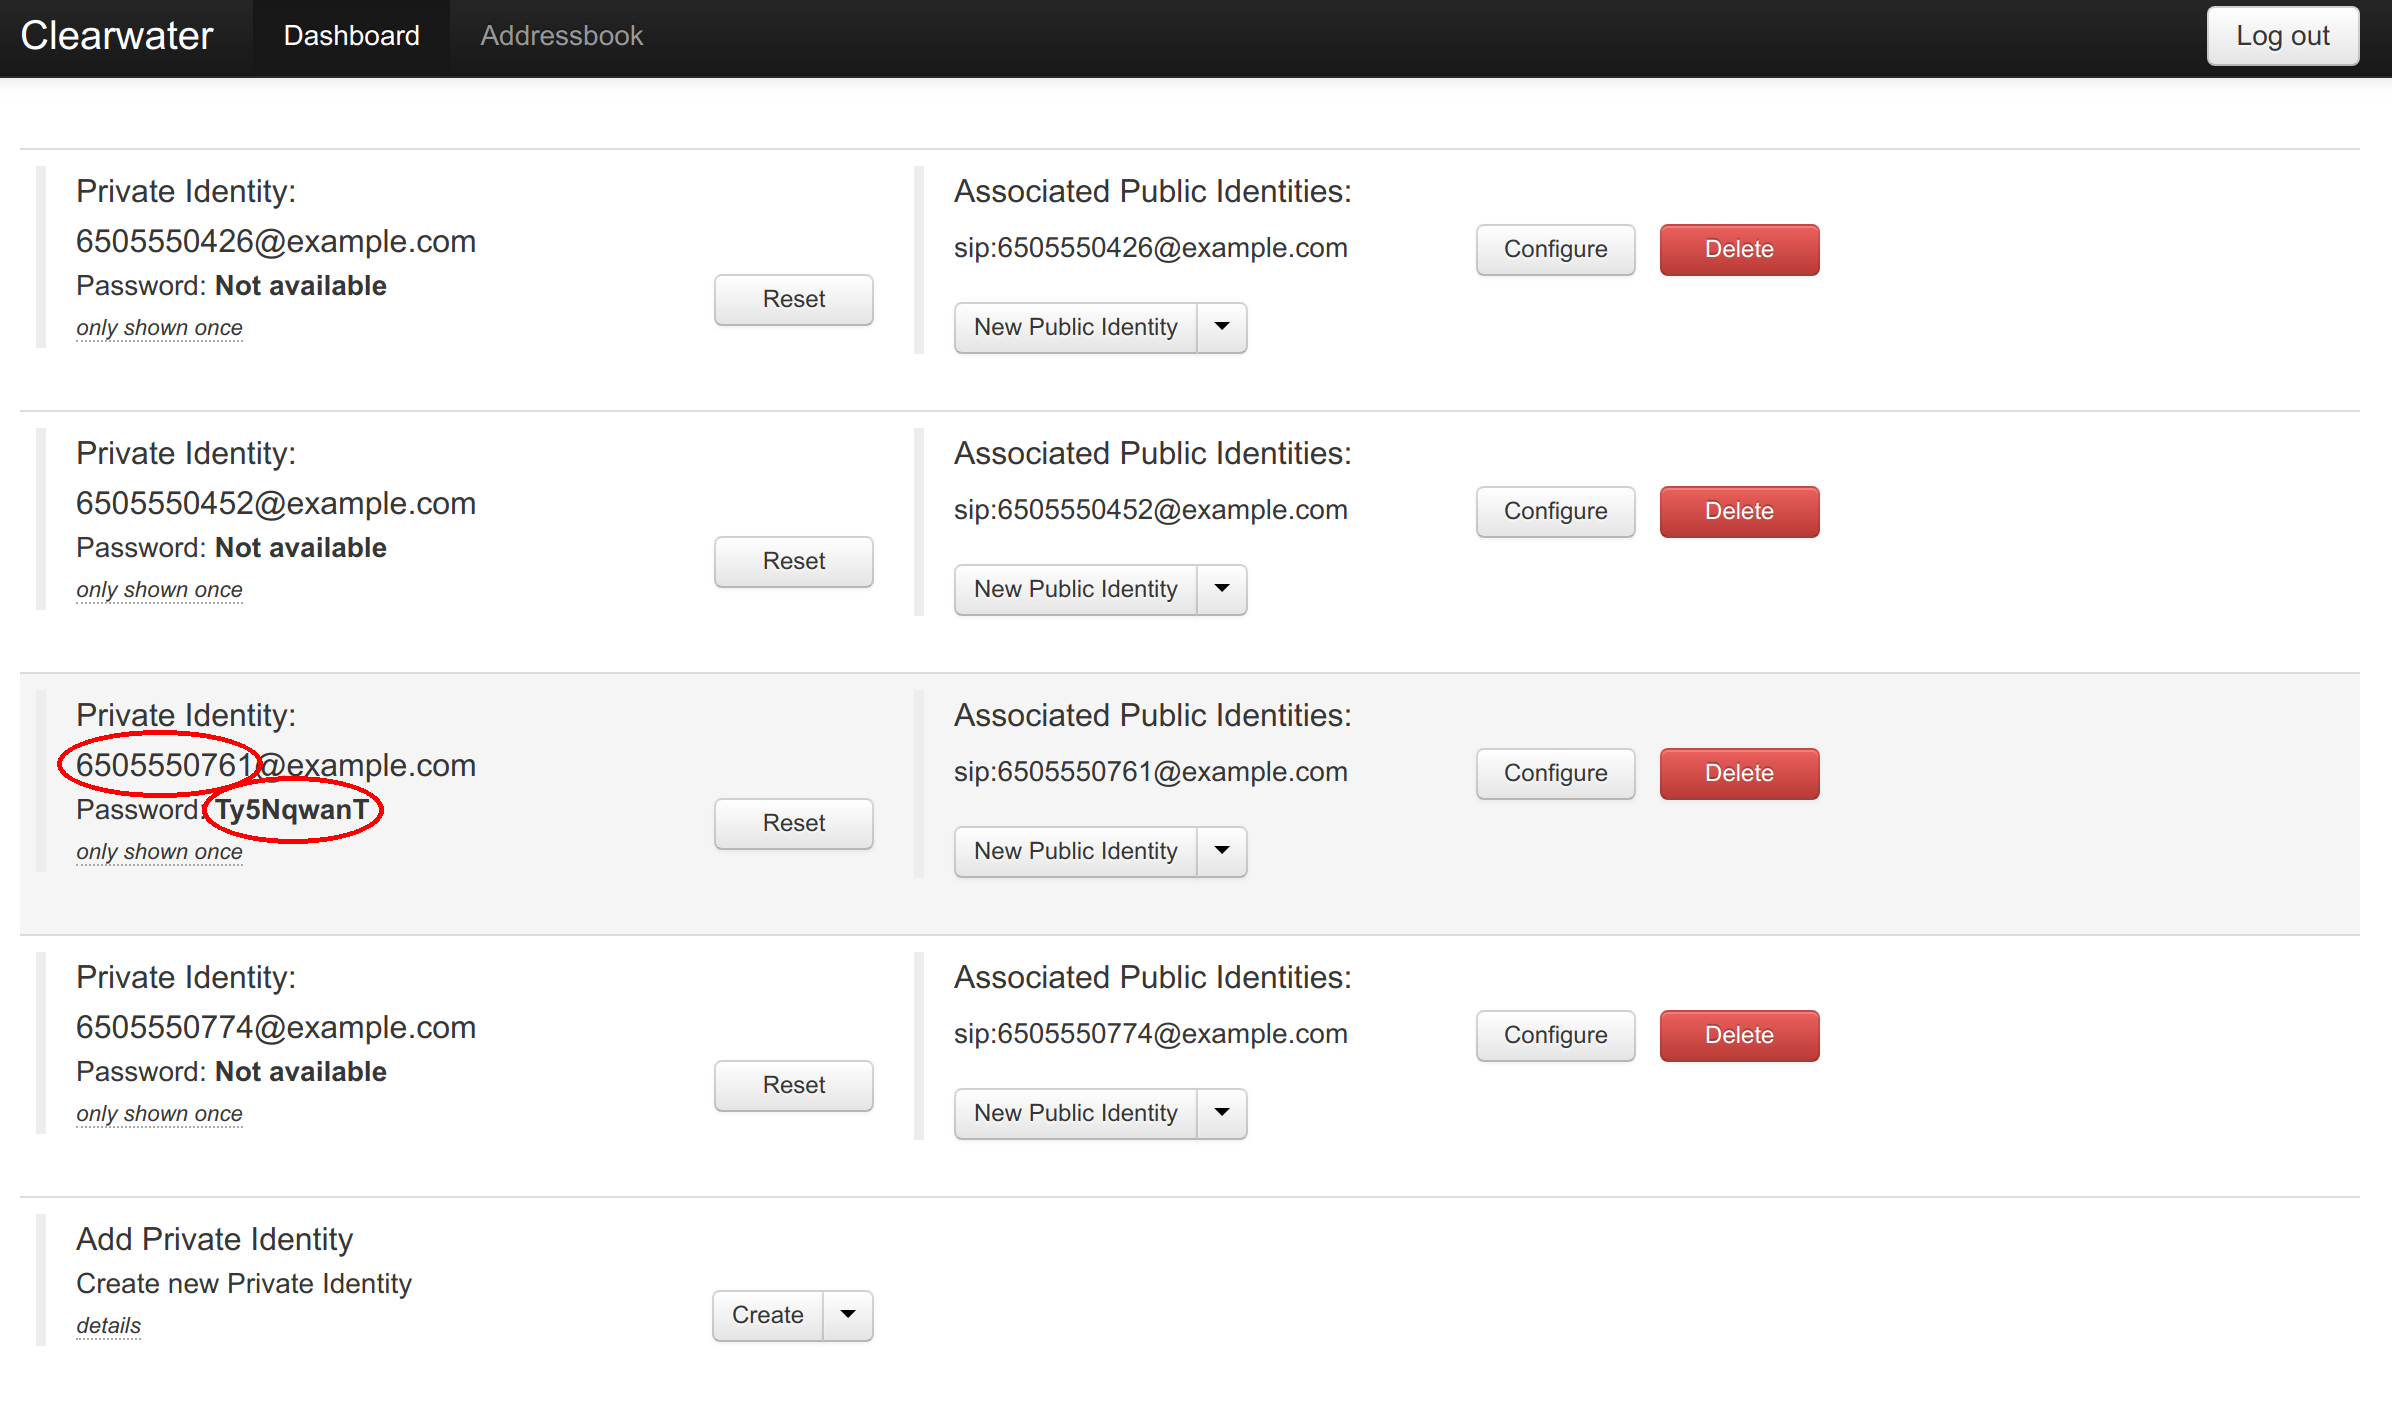 Clearwater Dashboard Addressbook Log out
Private Identity:
6505550426@example.com
Password: Not available
only shown once
Reset
Associated Public Identities:
sip:6505550426@example.com
Configure Delete
New Public Identity
Private Identity:
6505550452@example.com
Password: Not available
only shown once
Reset
Associated Public Identities:
sip:6505550452@example.com
Configure Delete
New Public Identity
Private Identity:
6505550761@example.com
Password: Ty5NqwanT
only shown once
Reset
Associated Public Identities:
sip:6505550761@example.com
Configure Delete
New Public Identity
Private Identity:
6505550774@example.com
Password: Not available
only shown once
Reset
Associated Public Identities:
sip:6505550774@example.com
Configure Delete
New Public Identity
Add Private Identity
Create new Private Identity
details
Create